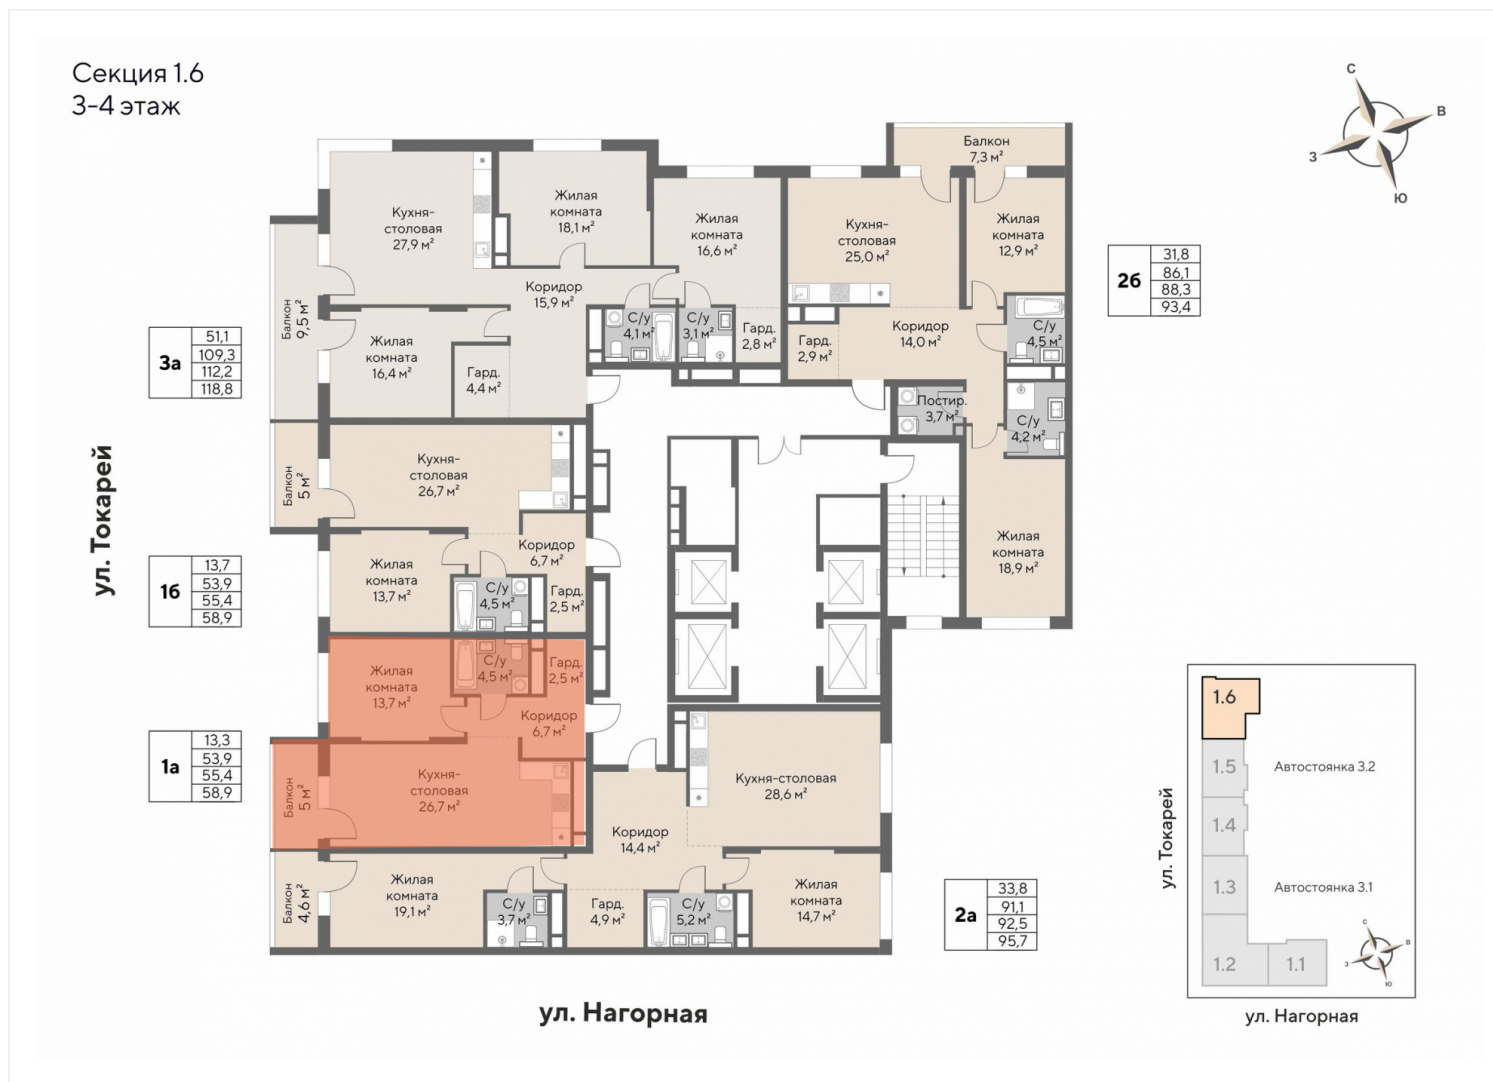 Секция 1.6
3-4 этаж
С
В
З
Ю
Балкон
7,3 м²
Кухня-
столовая
27,9 м²
Жилая
комната
18,1 м²
Жилая
комната
16,6 м²
Кухня-
столовая
25,0 м²
Жилая
комната
12,9 м²
2б
31,8
86,1
88,3
93,4
Балкон
9,5 м²
Коридор
15,9 м²
С/у
4,1 м²
С/у
3,1 м²
Гард.
2,8 м²
Гард.
2,9 м²
Коридор
14,0 м²
С/у
4,5 м²
3а
51,1
109,3
112,2
118,8
Жилая
комната
16,4 м²
Гард.
4,4 м²
Постир.
3,7 м²
С/у
4,2 м²
ул. Токарей
Балкон
5 м²
Кухня-
столовая
26,7 м²
Коридор
6,7 м²
Жилая
комната
18,9 м²
1б
13,7
53,9
55,4
58,9
Жилая
комната
13,7 м²
С/у
4,5 м²
Гард.
2,5 м²
Жилая
комната
13,7 м²
С/у
4,5 м²
Гард.
2,5 м²
Коридор
6,7 м²
1а
13,3
53,9
55,4
58,9
Балкон
5 м²
Кухня-
столовая
26,7 м²
Кухня-столовая
28,6 м²
Коридор
14,4 м²
Балкон
4,6 м²
Жилая
комната
19,1 м²
С/у
3,7 м²
Гард.
4,9 м²
С/у
5,2 м²
Жилая
комната
14,7 м²
2а
33,8
91,1
92,5
95,7
ул. Нагорная
1.6
1.5
Автостоянка 3.2
1.4
ул. Токарей
1.3
Автостоянка 3.1
1.2
1.1
С
В
З
Ю
ул. Нагорная